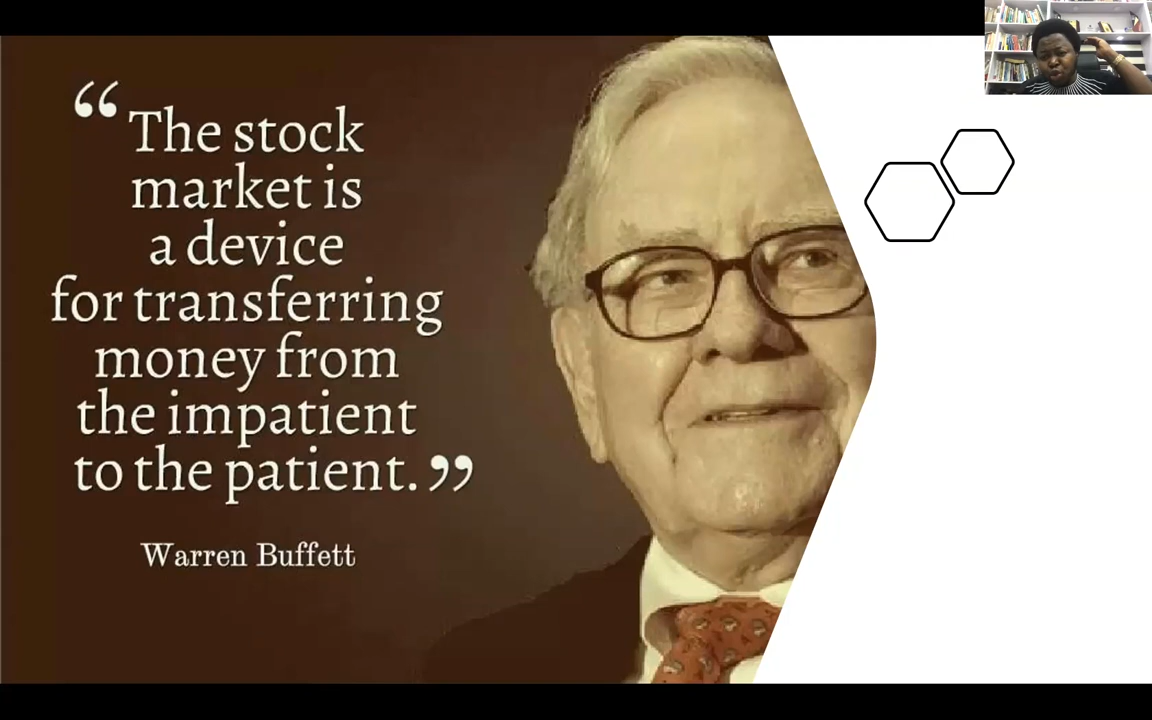 “The stock
market is
a device
for transferring
money from
the impatient
to the patient.”
Warren Buffett